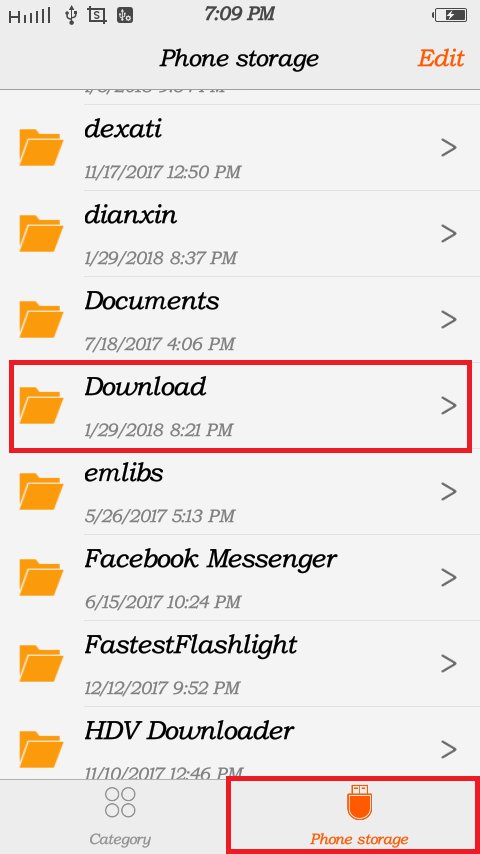 7:09 PM
Phone storage
Edit
dexati
11/17/2017 12:50 PM
dianxin
1/29/2018 8:37 PM
Documents
7/18/2017 4:06 PM
Download
1/29/2018 8:21 PM
emlibs
5/26/2017 5:13 PM
Facebook Messenger
6/15/2017 10:24 PM
FastestFlashlight
12/12/2017 9:52 PM
HDV Downloader
11/10/2017 12:46 PM
Category
Phone storage